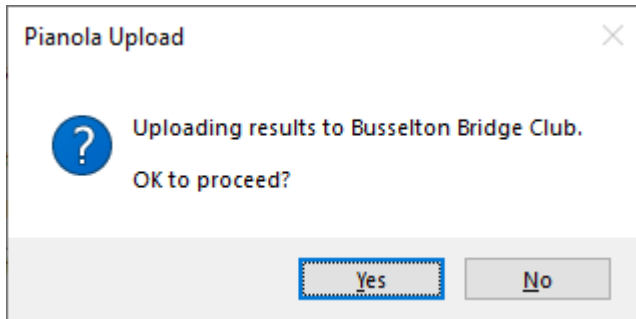 Pianola Upload
Uploading results to Busselton Bridge Club.
OK to proceed?
Yes
No